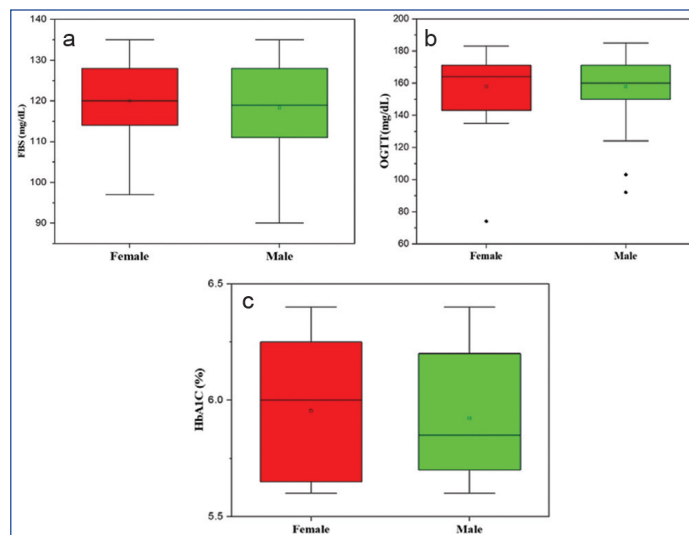 a
FBS (mg/dL)
140
130
120
110
100
90
Female
Male
b
OGTT(mg/dL)
200
180
160
140
120
100
80
60
Female
Male
c
HbA1C (%)
6.5
6.0
5.5
Female
Male